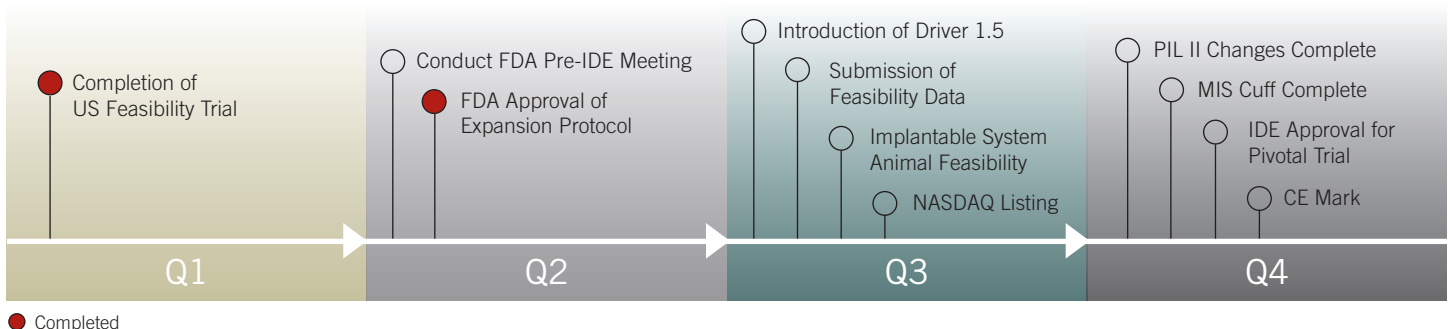 Completion of
US Feasibility Trial
Conduct FDA Pre-IDE Meeting
FDA Approval of
Expansion Protocol
Introduction of Driver 1.5
Submission of
Feasibility Data
Implantable System
Animal Feasibility
NASDAQ Listing
PIL II Changes Complete
MIS Cuff Complete
IDE Approval for
Pivotal Trial
CE Mark
Q1
Q2
Q3
Q4
Completed